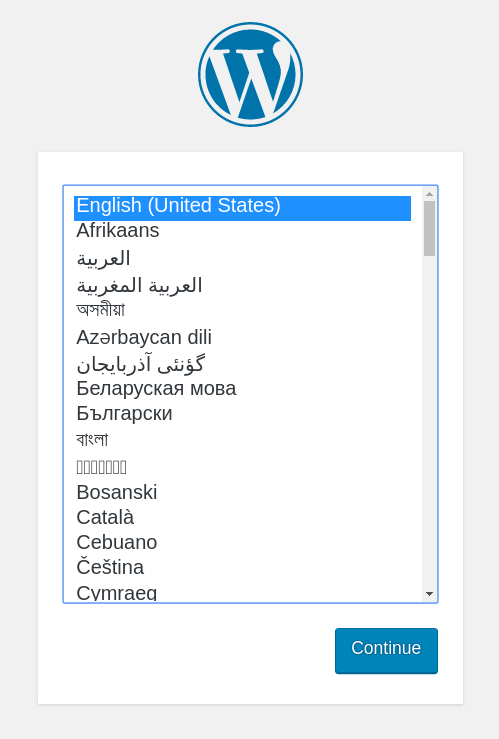 English (United States)
Afrikaans
العربية
العربية المغربية
অসমীয়া
Azərbaycan dili
گؤنئی آذربایجان
Беларуская мова
Български
বাংলা
Bosanski
Català
Cebuano
Čeština
Cymraeg
Continue